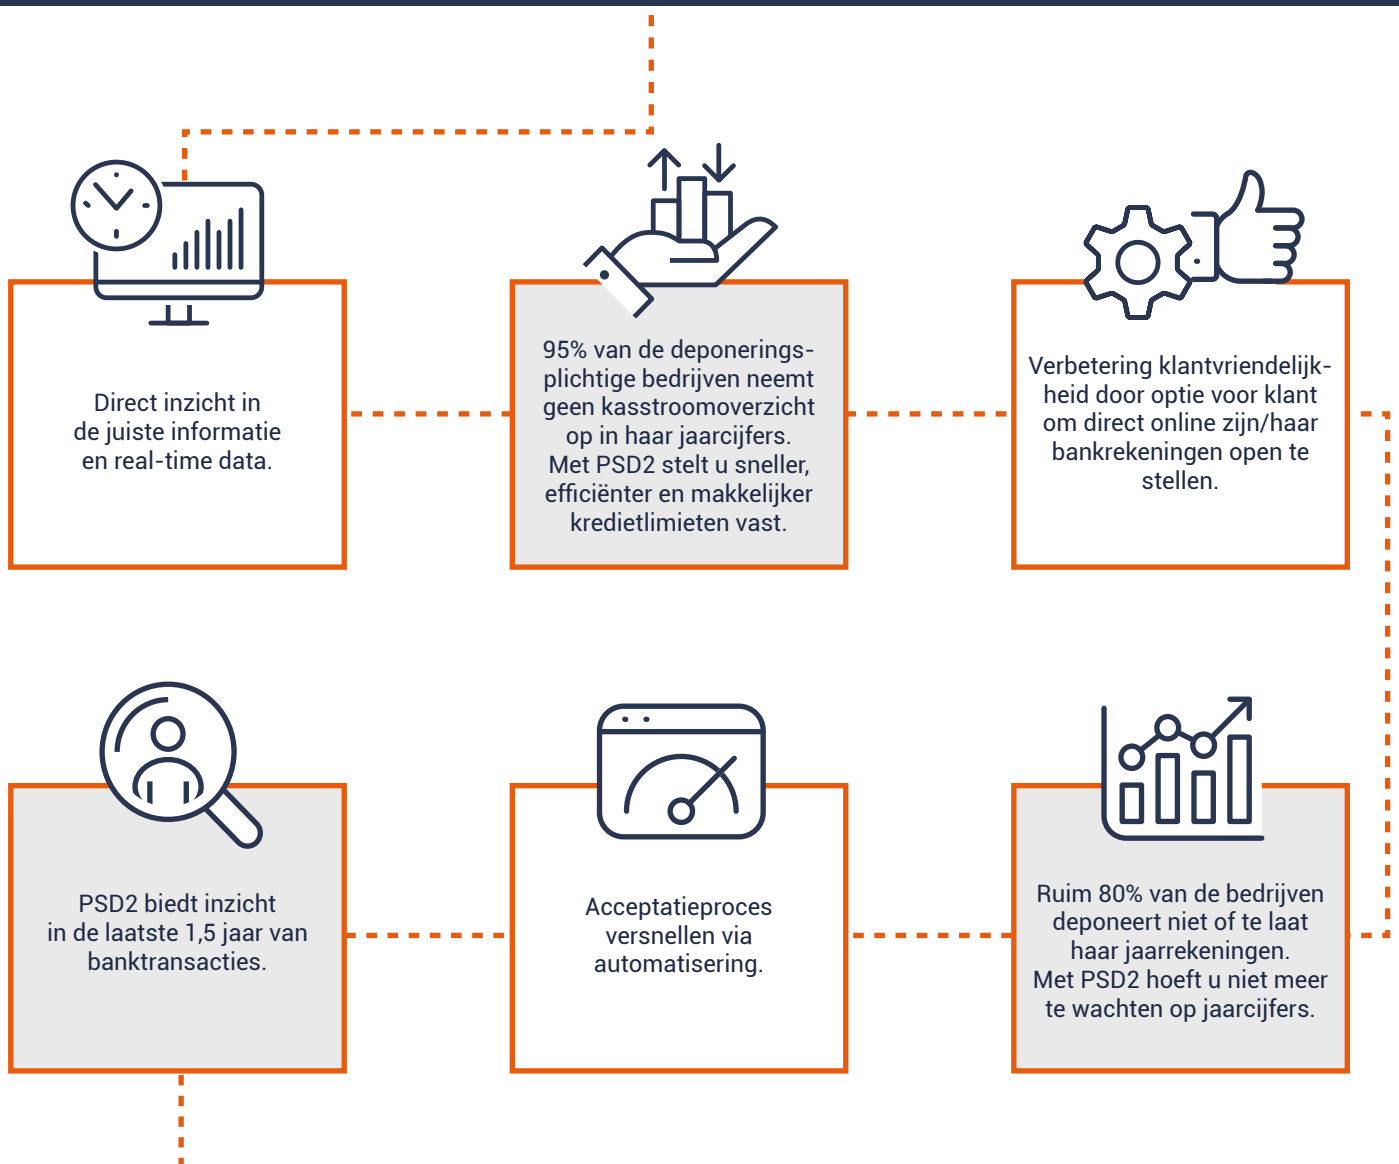 Direct inzicht in
de juiste informatie
en real-time data.
95% van de deponerings-
plichtige bedrijven neemt
geen kasstroomoverzicht
op in haar jaarcijfers.
Met PSD2 stelt u sneller,
efficiënter en makkelijker
kredietlimieten vast.
Verbetering klantvriendelijk-
heid door optie voor klant
om direct online zijn/haar
bankrekeningen open te
stellen.
Ruim 80% van de bedrijven
deponeert niet of te laat
haar jaarrekeningen.
Met PSD2 hoeft u niet meer
te wachten op jaarcijfers.
Acceptatieproces
versnellen via
automatisering.
PSD2 biedt inzicht
in de laatste 1,5 jaar van
banktransacties.